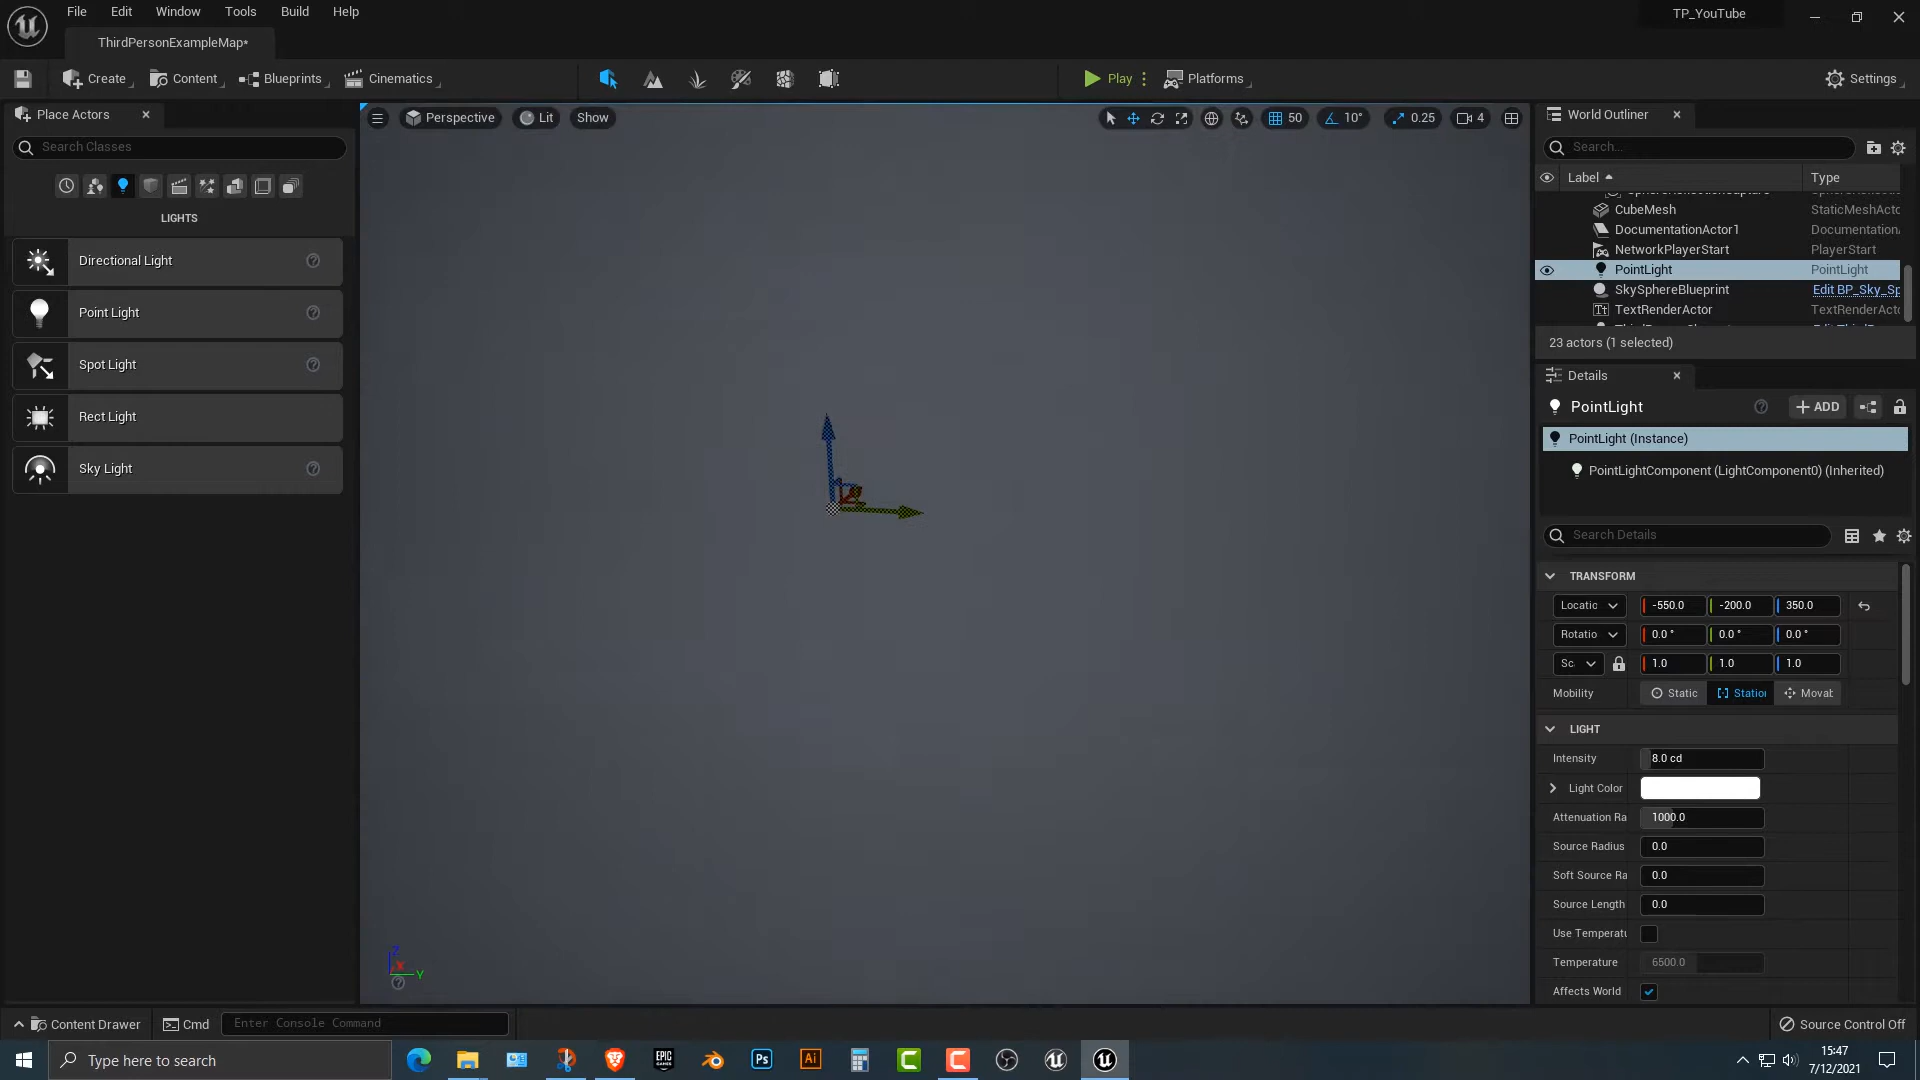 File Edit Window Tools Build Help
TP_YouTube
ThirdPersonExampleMap*
Create Content Blueprints Cinematics Play Platforms Settings
Place Actors
Search Classes
LIGHTS
Directional Light
Point Light
Spot Light
Rect Light
Sky Light
Perspective Lit Show
50 10° 0.25 4
Z
X
Y
World Outliner
Search...
Label Type
CubeMesh StaticMeshActo
DocumentationActor1 Documentation
NetworkPlayerStart PlayerStart
PointLight PointLight
SkySphereBlueprint Edit BP_Sky_Sp
TextRenderActor TextRenderActo
23 actors (1 selected)
Details
PointLight
ADD
PointLight (Instance)
PointLightComponent (LightComponent0) (Inherited)
Search Details
TRANSFORM
Locatic -550.0 -200.0 350.0
Rotatio 0.0 ° 0.0 ° 0.0 °
Sc 1.0 1.0 1.0
Mobility Static Station Movab
LIGHT
Intensity 8.0 cd
Light Color
Attenuation Ra 1000.0
Source Radius 0.0
Soft Source Ra 0.0
Source Length 0.0
Use Temperatu
Temperature 6500.0
Affects World
Content Drawer Cmd Enter Console Command Source Control Off
Type here to search
EPIC GAMES
Ps
Ai
15:47
7/12/2021